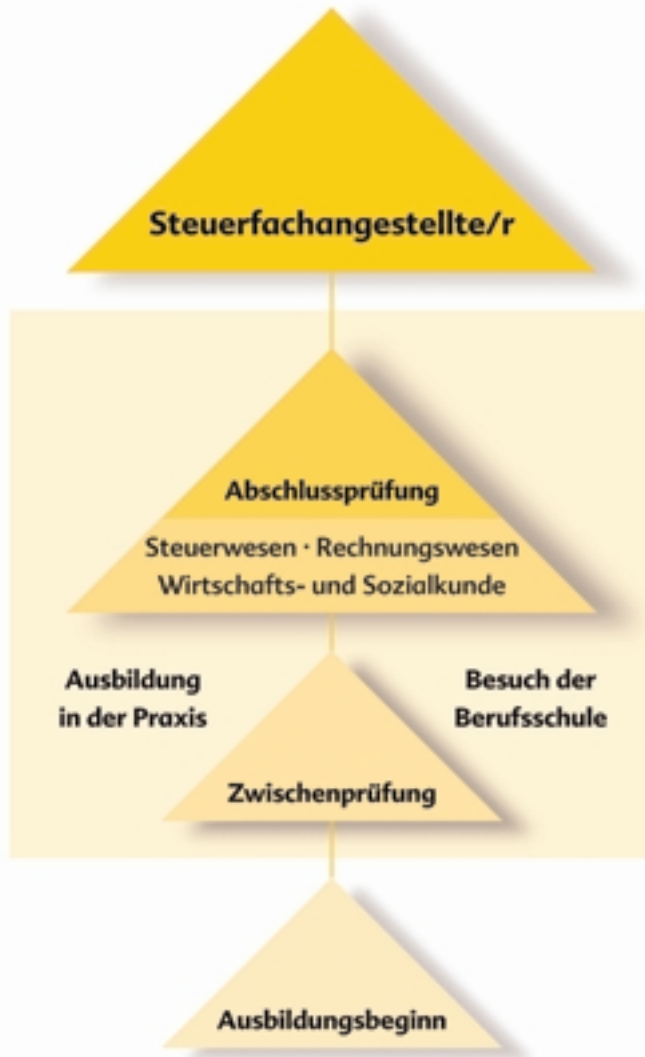 Steuerfachangestellte/r
Abschlussprüfung
Steuerwesen · Rechnungswesen
Wirtschafts- und Sozialkunde
Ausbildung
in der Praxis
Besuch der
Berufsschule
Zwischenprüfung
Ausbildungsbeginn